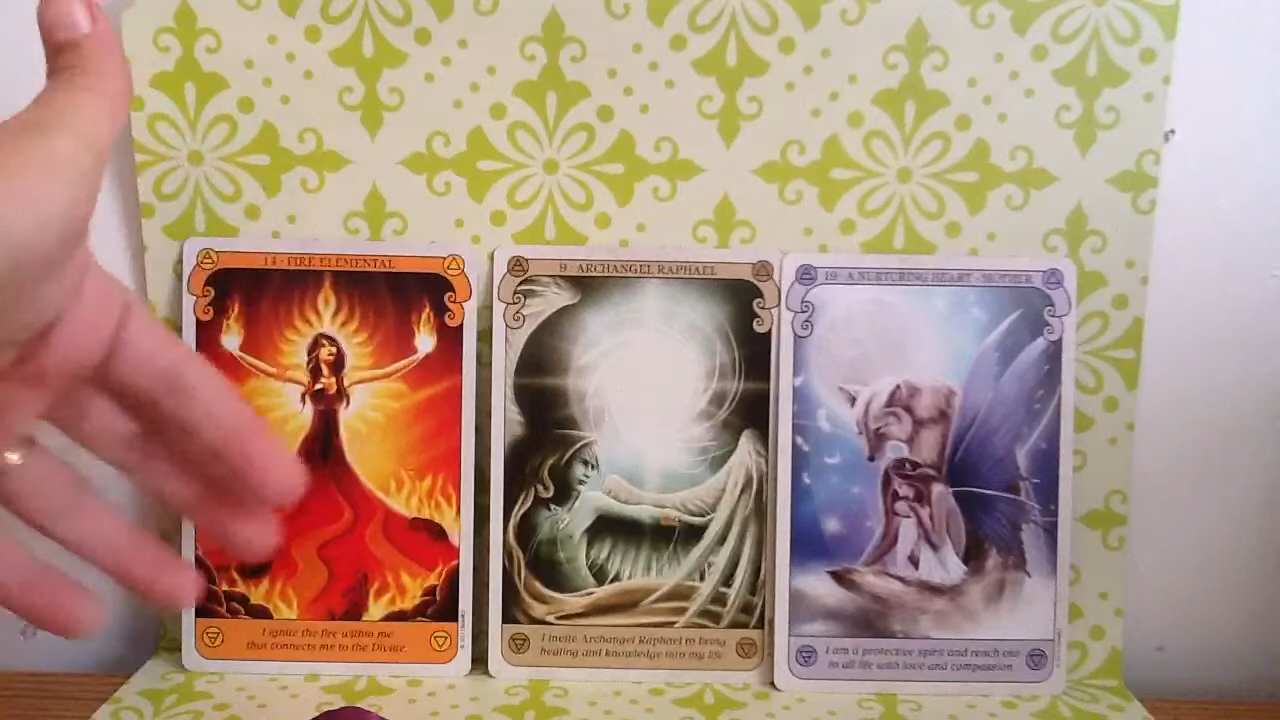 14 · FIRE ELEMENTAL
I ignite the fire within me
that connects me to the Divine.
9 · ARCHANGEL RAPHAEL
I invite Archangel Raphael to bring
healing and knowledge into my life.
19 · A NURTURING HEART - MOTHER
I am a protective spirit and reach out
to all life with love and compassion.